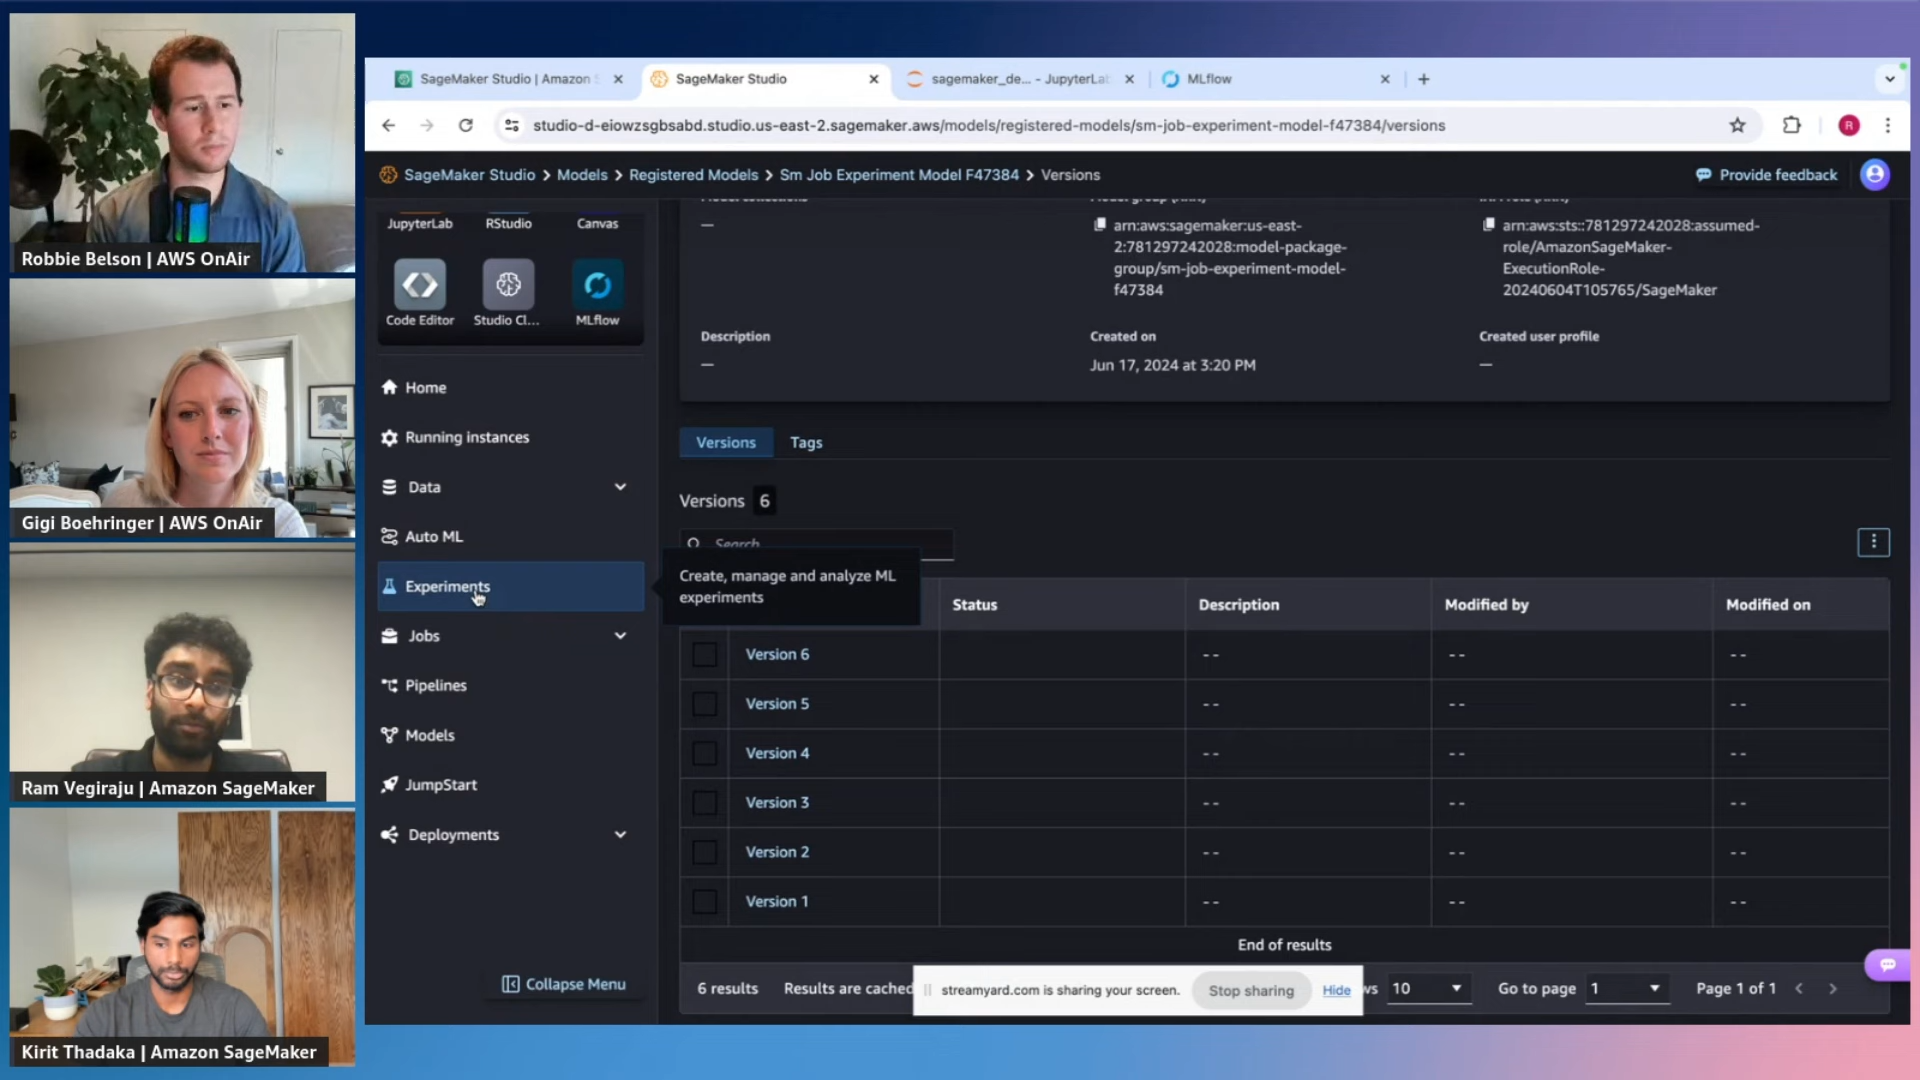 Robbie Belson | AWS OnAir
Gigi Boehringer | AWS OnAir
Ram Vegiraju | Amazon SageMaker
Kirit Thadaka | Amazon SageMaker
SageMaker Studio | Amazon S
SageMaker Studio
sagemaker_de... - JupyterLab
MLflow
studio-d-eiowzsgbsabd.studio.us-east-2.sagemaker.aws/models/registered-models/sm-job-experiment-model-f47384/versions
R
SageMaker Studio > Models > Registered Models > Sm Job Experiment Model F47384 > Versions
Provide feedback
JupyterLab
RStudio
Canvas
Code Editor
Studio Cl...
MLflow
Home
Running instances
Data
Auto ML
Experiments
Jobs
Pipelines
Models
JumpStart
Deployments
Collapse Menu
—
arn:aws:sagemaker:us-east-
2:781297242028:model-package-
group/sm-job-experiment-model-
f47384
arn:aws:sts::781297242028:assumed-
role/AmazonSageMaker-
ExecutionRole-
20240604T105765/SageMaker
Description
—
Created on
Jun 17, 2024 at 3:20 PM
Created user profile
—
Versions
Tags
Versions 6
Search
Create, manage and analyze ML
experiments
Status
Description
Modified by
Modified on
Version 6 -- -- --
Version 5 -- -- --
Version 4 -- -- --
Version 3 -- -- --
Version 2 -- -- --
Version 1 -- -- --
End of results
6 results
Results are cached
streamyard.com is sharing your screen.
Stop sharing
Hide
ws 10
Go to page 1
Page 1 of 1